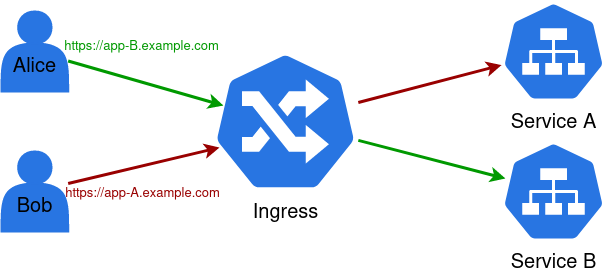 https://app-B.example.com
Alice
Bob
https://app-A.example.com
Ingress
Service A
Service B